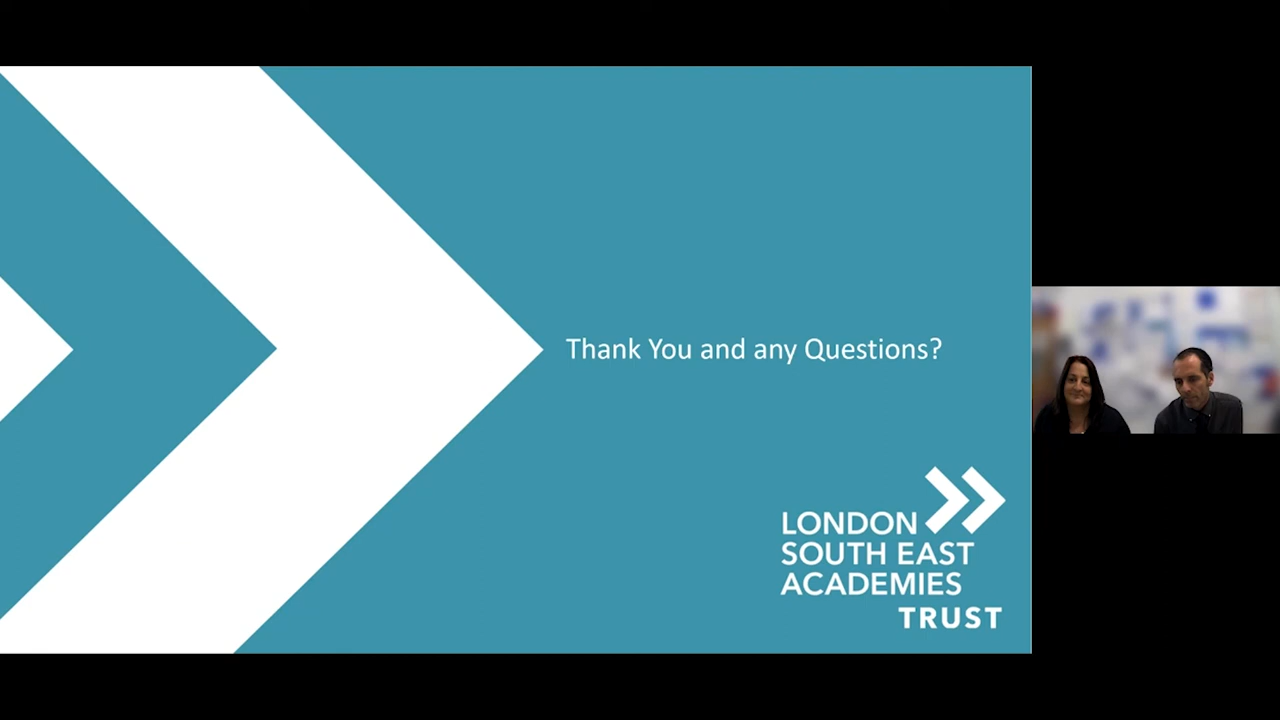 Thank You and any Questions?
LONDON
SOUTH EAST
ACADEMIES
TRUST